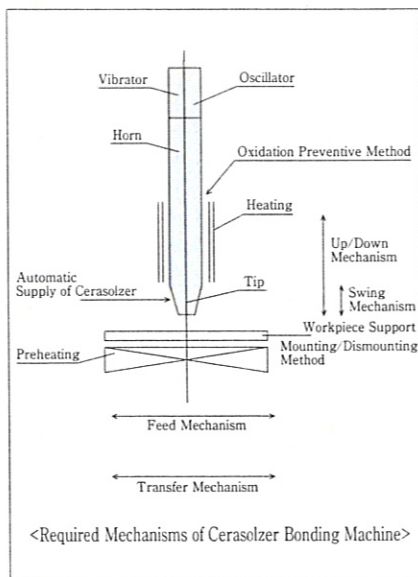 Vibrator
Oscillator
Horn
Oxidation Preventive Method
Heating
Up/Down
Mechanism
Automatic
Supply of Cerasolzer
Tip
Swing
Mechanism
Workpiece Support
Preheating
Mounting/Dismounting
Method
Feed Mechanism
Transfer Mechanism
<Required Mechanisms of Cerasolzer Bonding Machine>